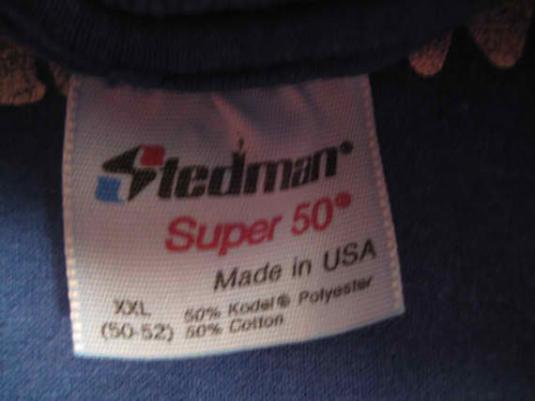 Stedman®
Super 50®
Made in USA
XXL 50% Kodel® Polyester
(50-52) 50% Cotton